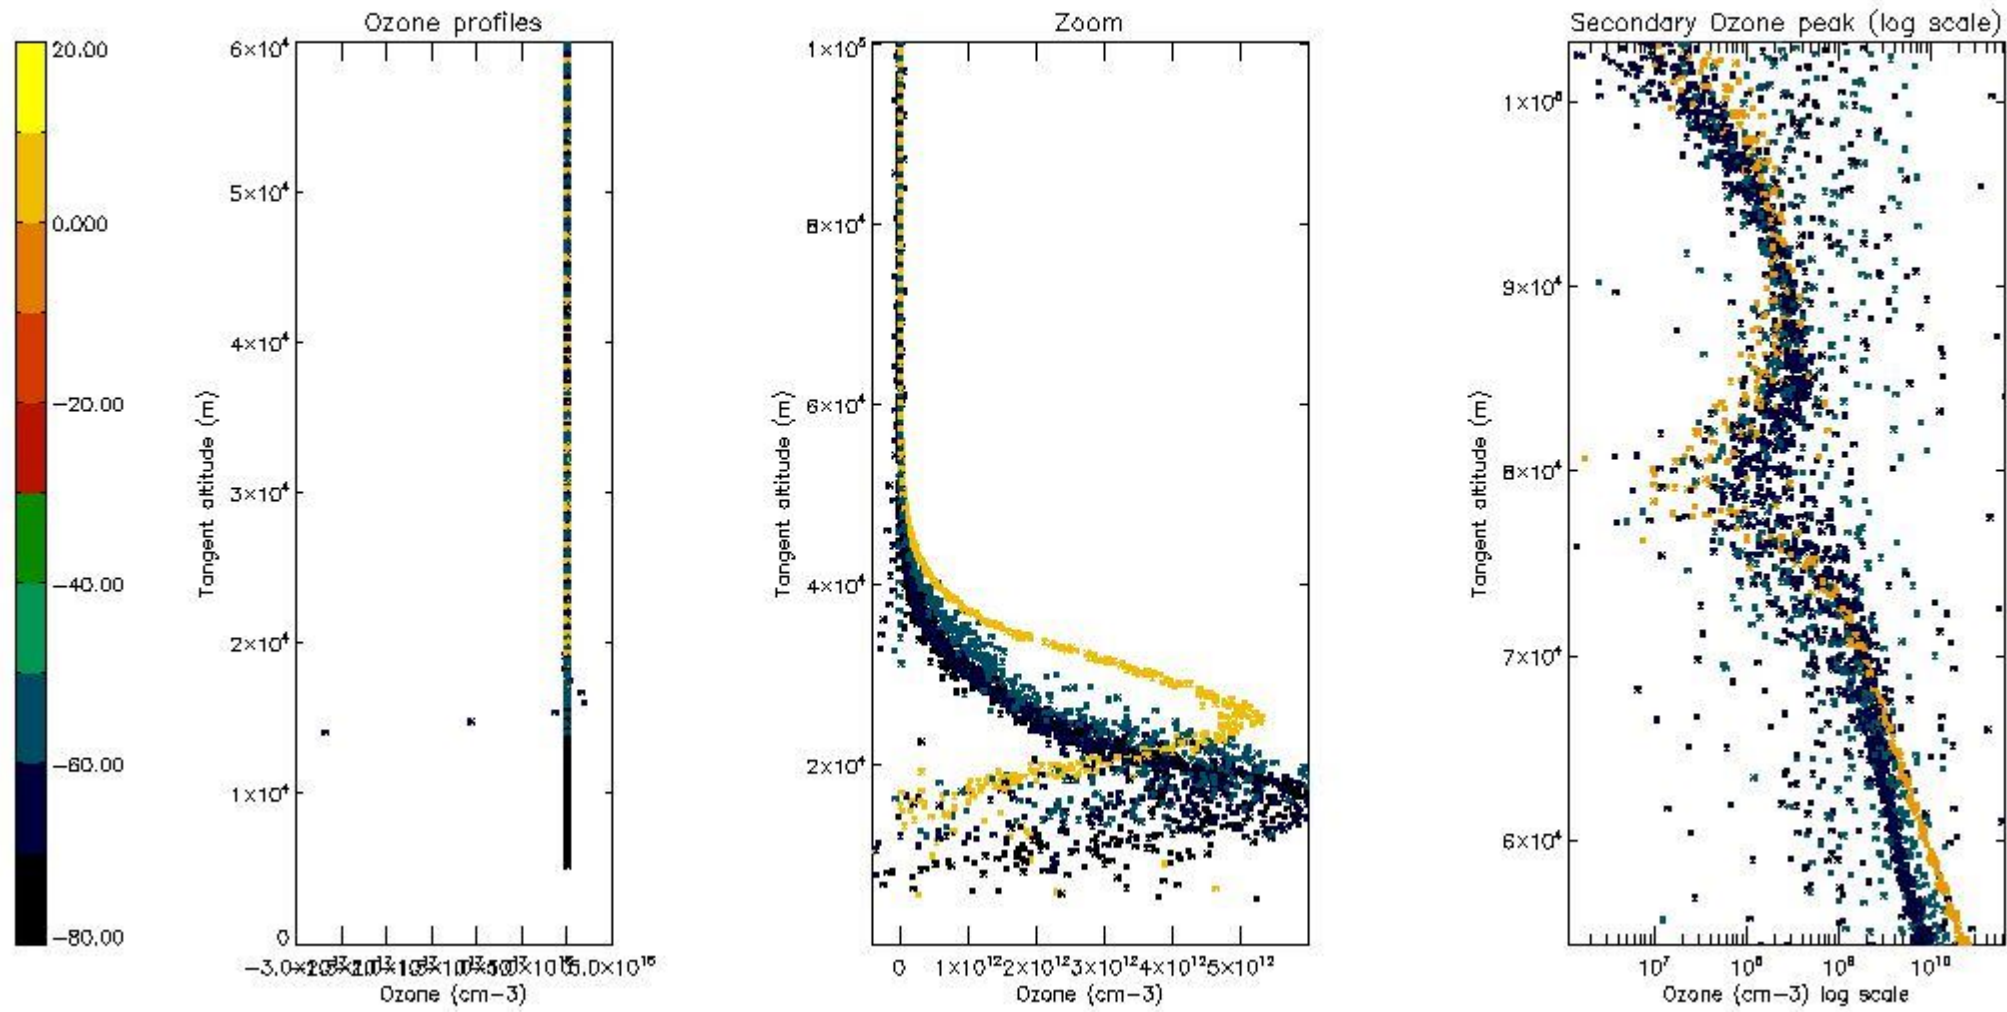 Ozone profiles
Zoom
Secondary Ozone peak (log scale)
20.00
0.000
-20.00
-40.00
-60.00
-80.00
6×10⁴
5×10⁴
4×10⁴
3×10⁴
2×10⁴
1×10⁴
0
Tangent altitude (m)
5.0×10¹⁶
Ozone (cm-3)
1×10⁵
8×10⁴
6×10⁴
4×10⁴
2×10⁴
Tangent altitude (m)
0 1×10¹² 2×10¹² 3×10¹² 4×10¹² 5×10¹²
Ozone (cm-3)
1×10⁵
9×10⁴
8×10⁴
7×10⁴
6×10⁴
Tangent altitude (m)
10⁷ 10⁸ 10⁹ 10¹⁰
Ozone (cm-3) log scale